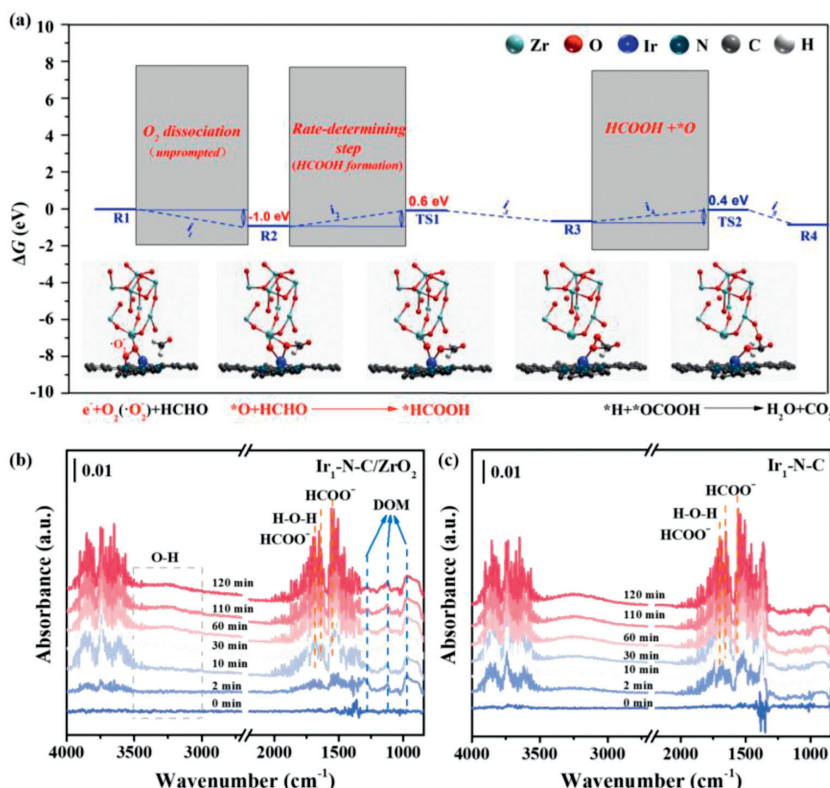 (a)
10
8
6
4
2
0
-2
-4
-6
-8
-10
ΔG (eV)
Zr O Ir N C H
O₂ dissociation
(unprompted)
Rate-determining
step
(HCOOH formation)
HCOOH +*O
R1
-1.0 eV
R2
0.6 eV
TS1
R3
0.4 eV
TS2
R4
·O₂⁻
e⁻+O₂(·O₂⁻)+HCHO
*O+HCHO
*HCOOH
*H+*OCOOH
H₂O+CO₂
(b)
0.01
Ir₁-N-C/ZrO₂
HCOO⁻
H-O-H
HCOO⁻
DOM
O-H
120 min
110 min
60 min
30 min
10 min
2 min
0 min
Absorbance (a.u.)
4000 3000 2000 1500 1000
Wavenumber (cm⁻¹)
(c)
0.01
Ir₁-N-C
HCOO⁻
H-O-H
HCOO⁻
120 min
110 min
60 min
30 min
10 min
2 min
0 min
Absorbance (a.u.)
4000 3000 2000 1500 1000
Wavenumber (cm⁻¹)